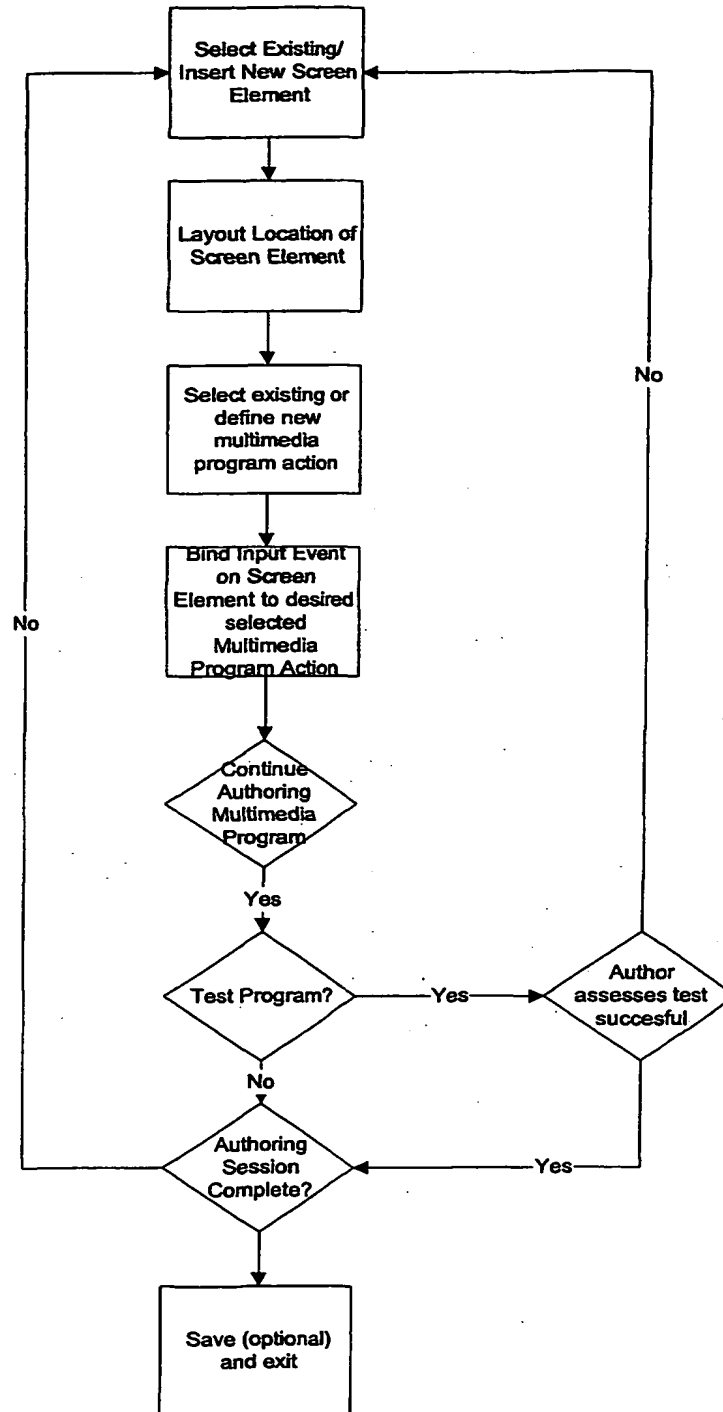 Select Existing/
Insert New Screen
Element
Layout Location of
Screen Element
No
Select existing or
define new
multimedia
program action
Bind Input Event
on Screen
Element to desired
selected
Multimedia
Program Action
No
Continue
Authoring
Multimedia
Program
Yes
Test Program?
Yes
Author
assesses test
succesful
No
Authoring
Session
Complete?
Yes
Save (optional)
and exit